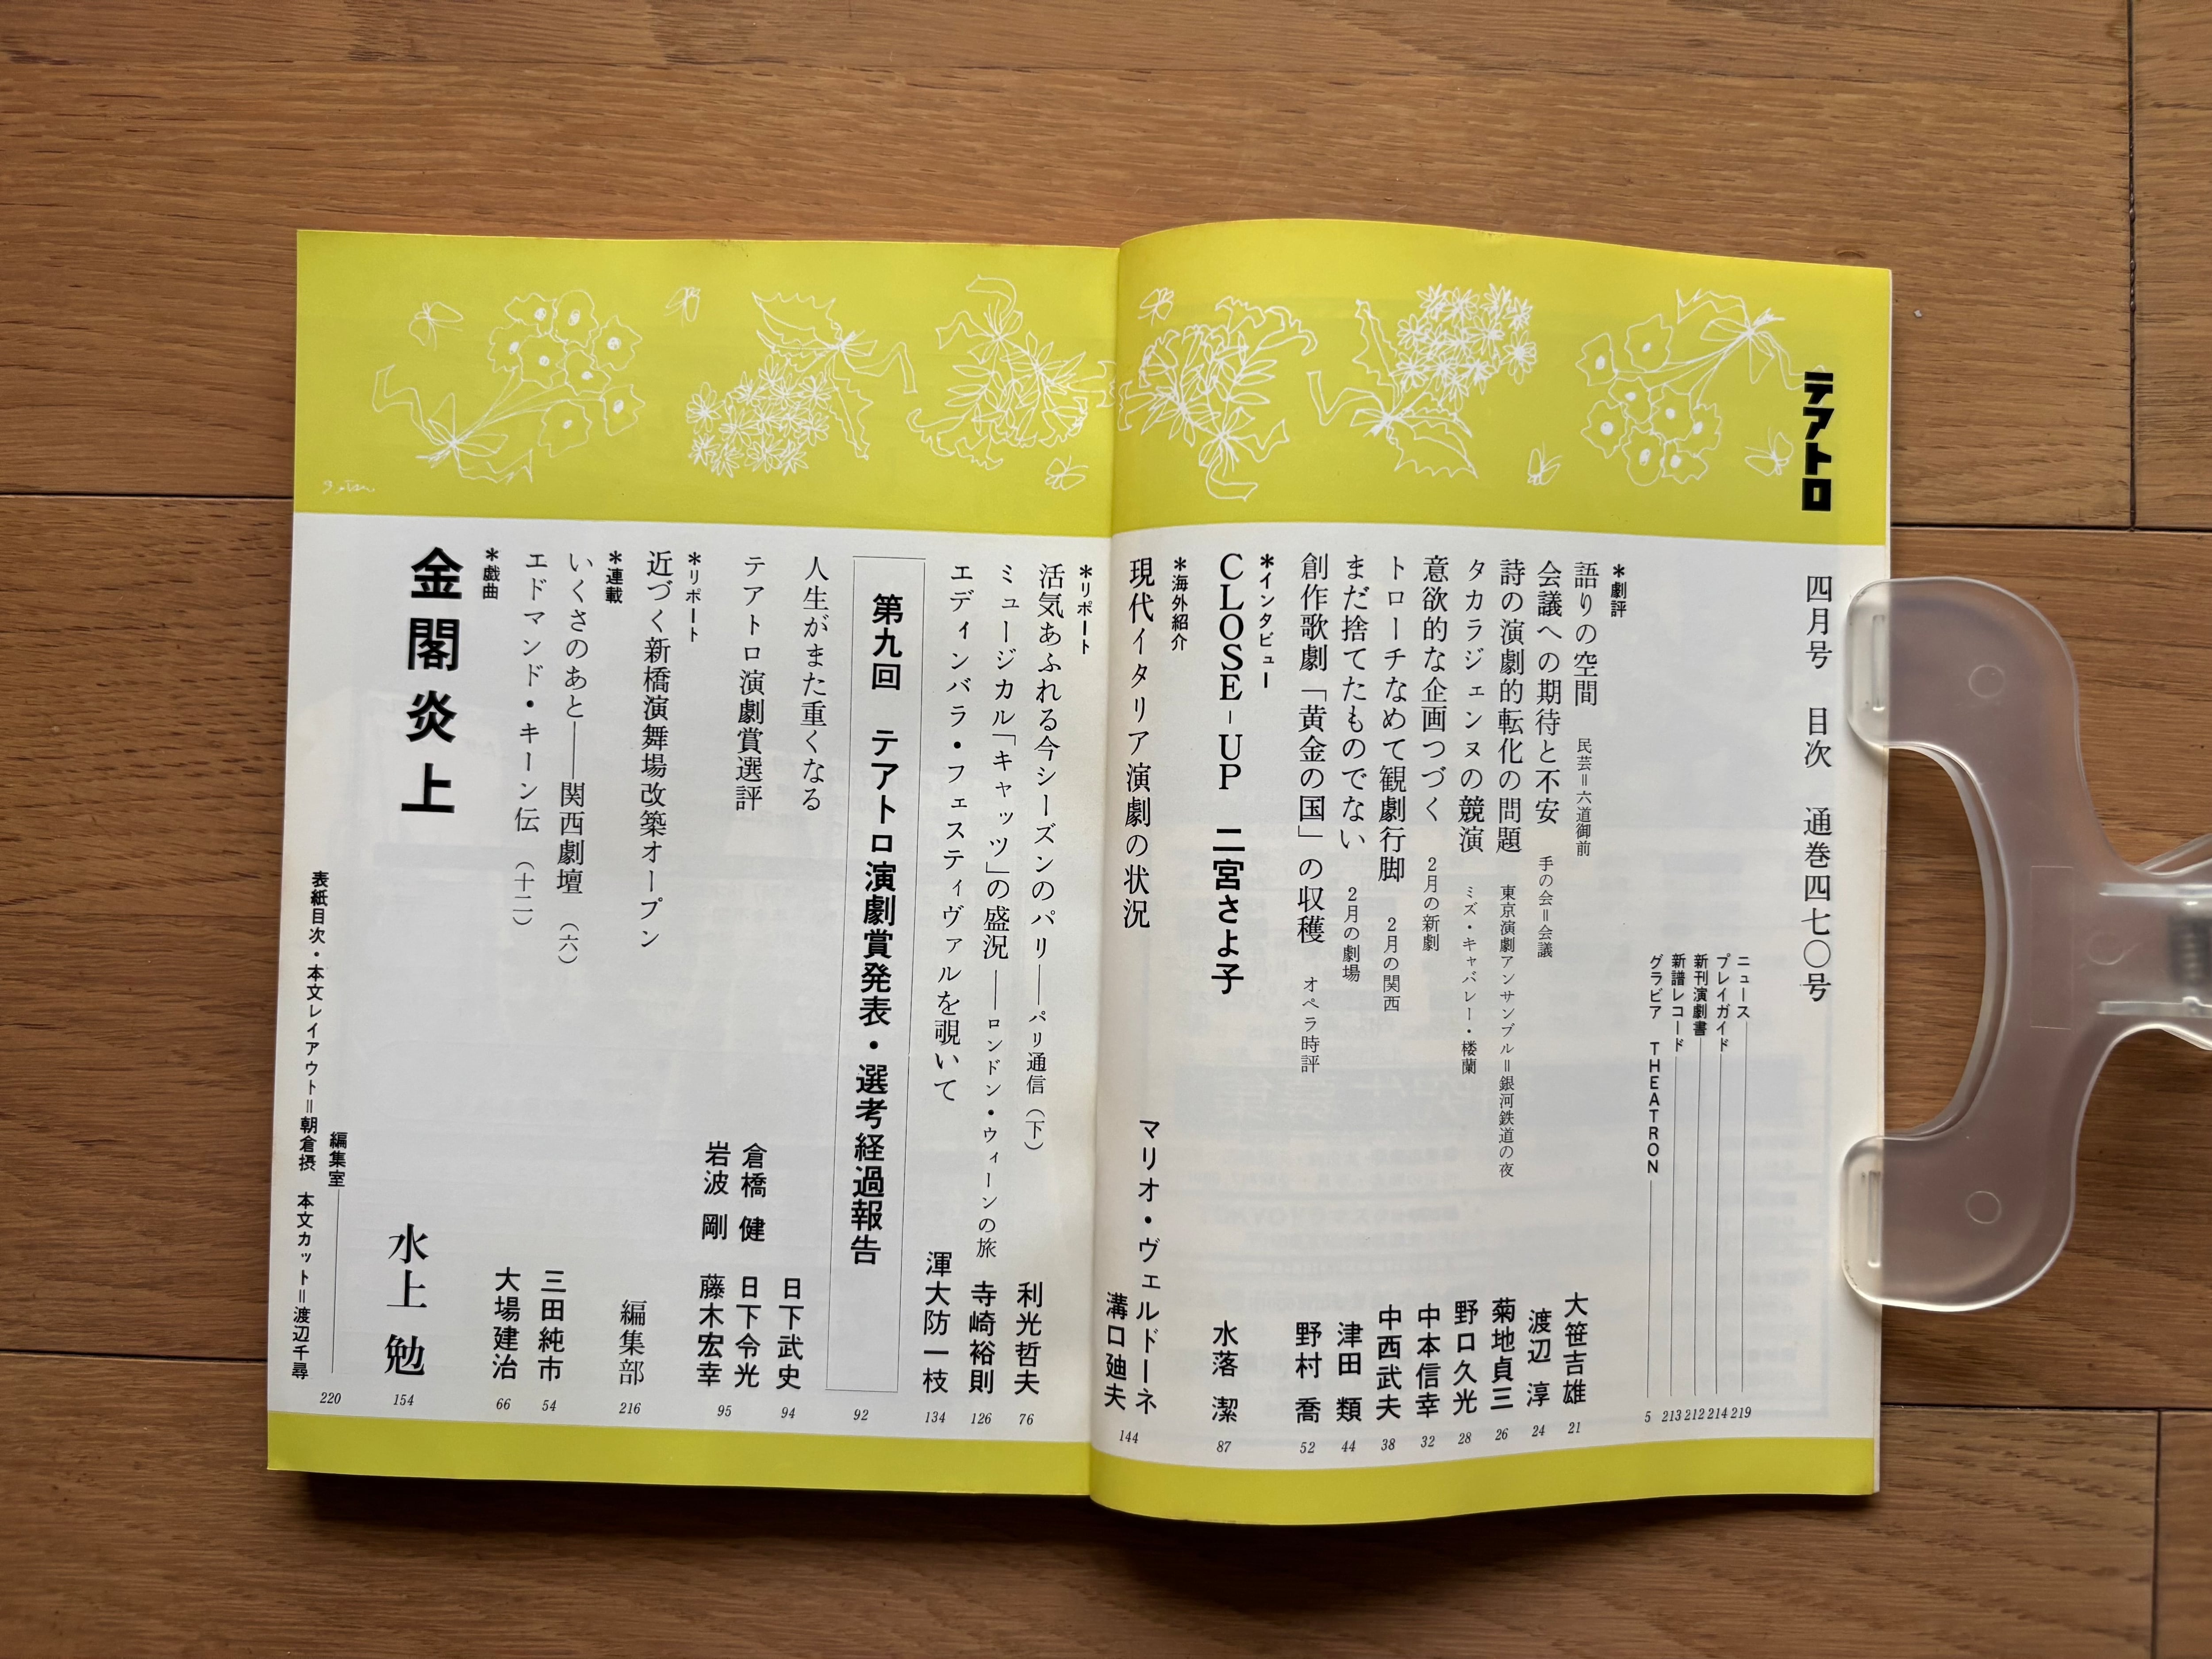 テアトロ
四月号　目次　通巻四七〇号
ニュース 219
プレイガイド 214
新刊演劇書 212
新譜レコード 213
グラビア　THEATRON 5
＊劇評
語りの空間　民芸＝六道御前　大笹吉雄 21
会議への期待と不安　手の会＝会議　渡辺　淳 24
詩の演劇的転化の問題　東京演劇アンサンブル＝銀河鉄道の夜　菊地貞三 26
タカラジェンヌの競演　ミズ・キャバレー・楼蘭　野口久光 28
意欲的な企画つづく　2月の新劇　中本信幸 32
トローチなめて観劇行脚　2月の関西　中西武夫 38
まだ捨てたものでない　2月の劇場　津田　類 44
創作歌劇「黄金の国」の収穫　オペラ時評　野村　喬 52
＊インタビュー
CLOSE-UP　二宮さよ子　水落　潔 87
＊海外紹介
現代イタリア演劇の状況　マリオ・ヴェルドーネ
溝口廸夫 144
＊リポート
活気あふれる今シーズンのパリ――パリ通信（下）　利光哲夫 76
ミュージカル「キャッツ」の盛況――ロンドン・ウィーンの旅　寺崎裕則 126
エディンバラ・フェスティヴァルを覗いて　渾大防一枝 134
第九回　テアトロ演劇賞発表・選考経過報告 92
人生がまた重くなる　日下武史 94
テアトロ演劇賞選評　倉橋　健　日下令光
岩波　剛　藤木宏幸 95
＊リポート
近づく新橋演舞場改築オープン　編集部 216
＊連載
いくさのあと――関西劇壇（六）　三田純市 54
エドマンド・キーン伝（十二）　大場建治 66
＊戯曲
金閣炎上　水上　勉 154
編集室 220
表紙目次・本文レイアウト＝朝倉摂　本文カット＝渡辺千尋